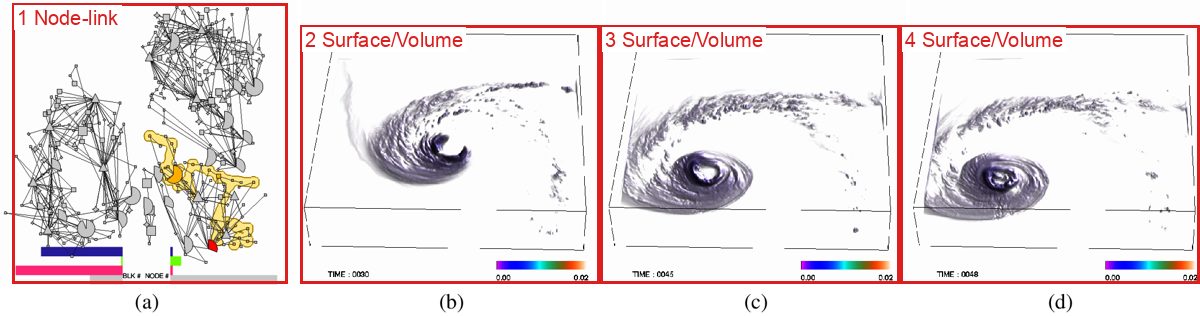 1 Node-link
2 Surface/Volume
3 Surface/Volume
4 Surface/Volume
BLK # NODE #
TIME : 0030
0.00 0.02
TIME : 0045
0.00 0.02
TIME : 0048
0.00 0.02
(a)
(b)
(c)
(d)